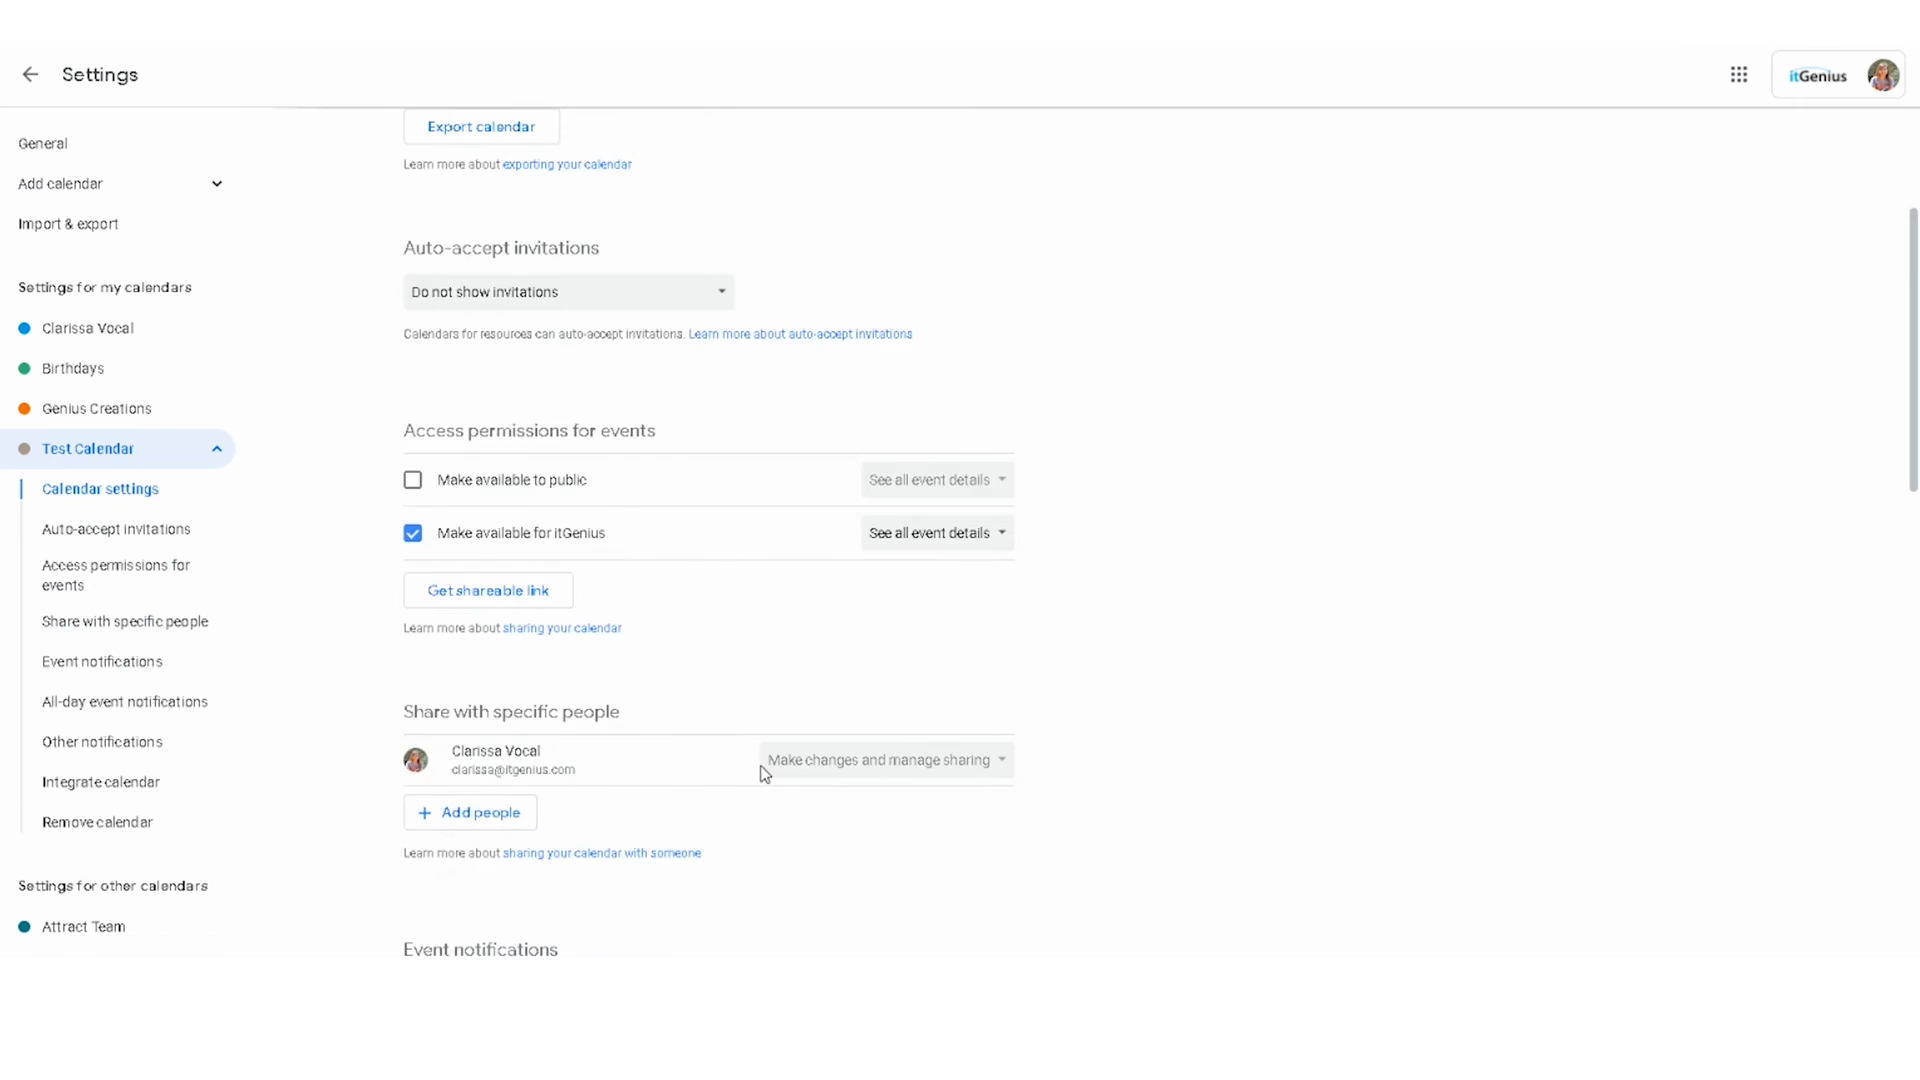 Settings
itGenius
General
Add calendar
Import & export
Settings for my calendars
Clarissa Vocal
Birthdays
Genius Creations
Test Calendar
Calendar settings
Auto-accept invitations
Access permissions for
events
Share with specific people
Event notifications
All-day event notifications
Other notifications
Integrate calendar
Remove calendar
Settings for other calendars
Attract Team
Export calendar
Learn more about exporting your calendar
Auto-accept invitations
Do not show invitations
Calendars for resources can auto-accept invitations. Learn more about auto-accept invitations
Access permissions for events
Make available to public See all event details
Make available for itGenius See all event details
Get shareable link
Learn more about sharing your calendar
Share with specific people
Clarissa Vocal
clarissa@itgenius.com
Make changes and manage sharing
+ Add people
Learn more about sharing your calendar with someone
Event notifications